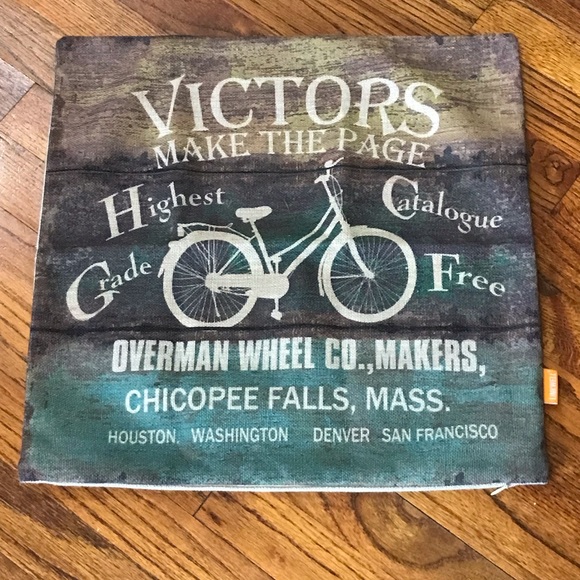 VICTORS
MAKE THE PAGE
Highest Catalogue
Grade Free
OVERMAN WHEEL CO., MAKERS,
CHICOPEE FALLS, MASS.
HOUSTON, WASHINGTON DENVER SAN FRANCISCO